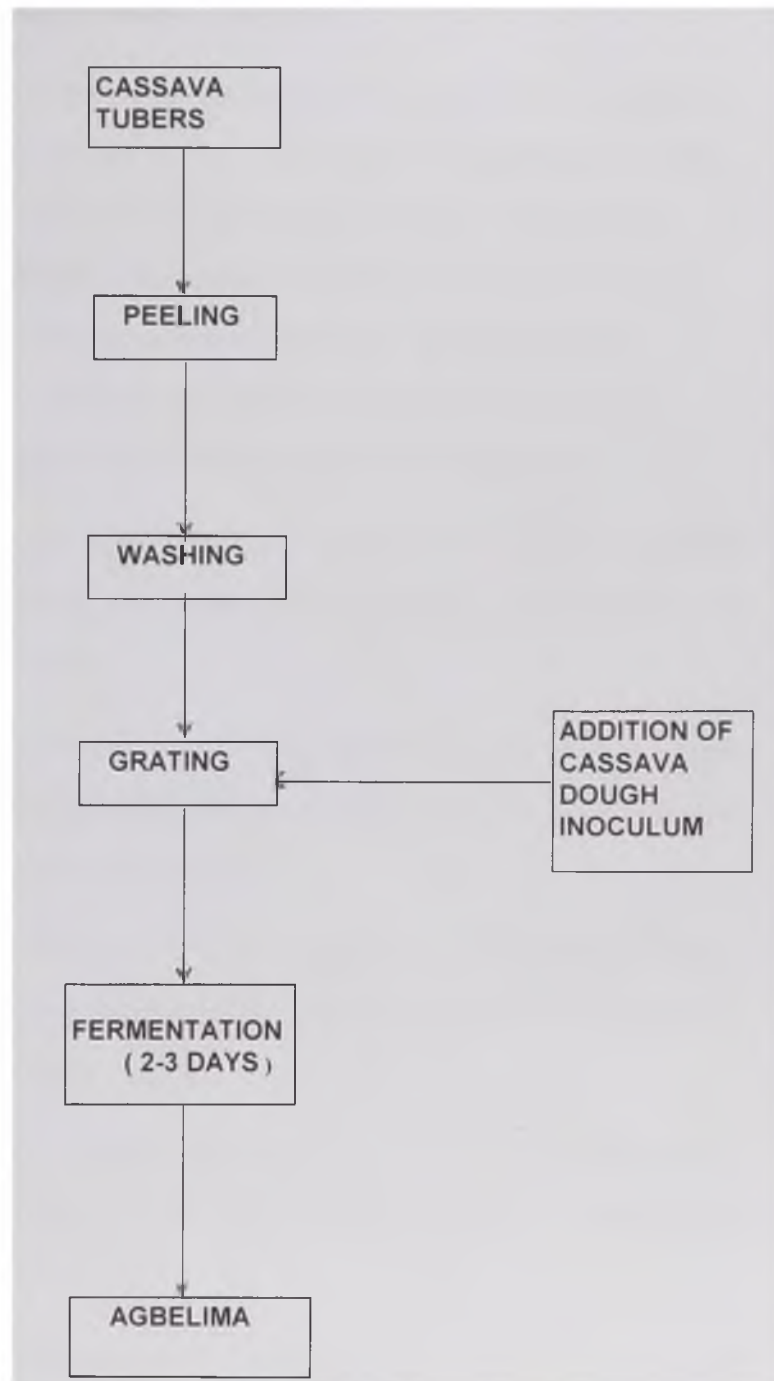 CASSAVA
TUBERS
PEELING
WASHING
GRATING
ADDITION OF
CASSAVA
DOUGH
INOCULUM
FERMENTATION
( 2-3 DAYS )
AGBELIMA